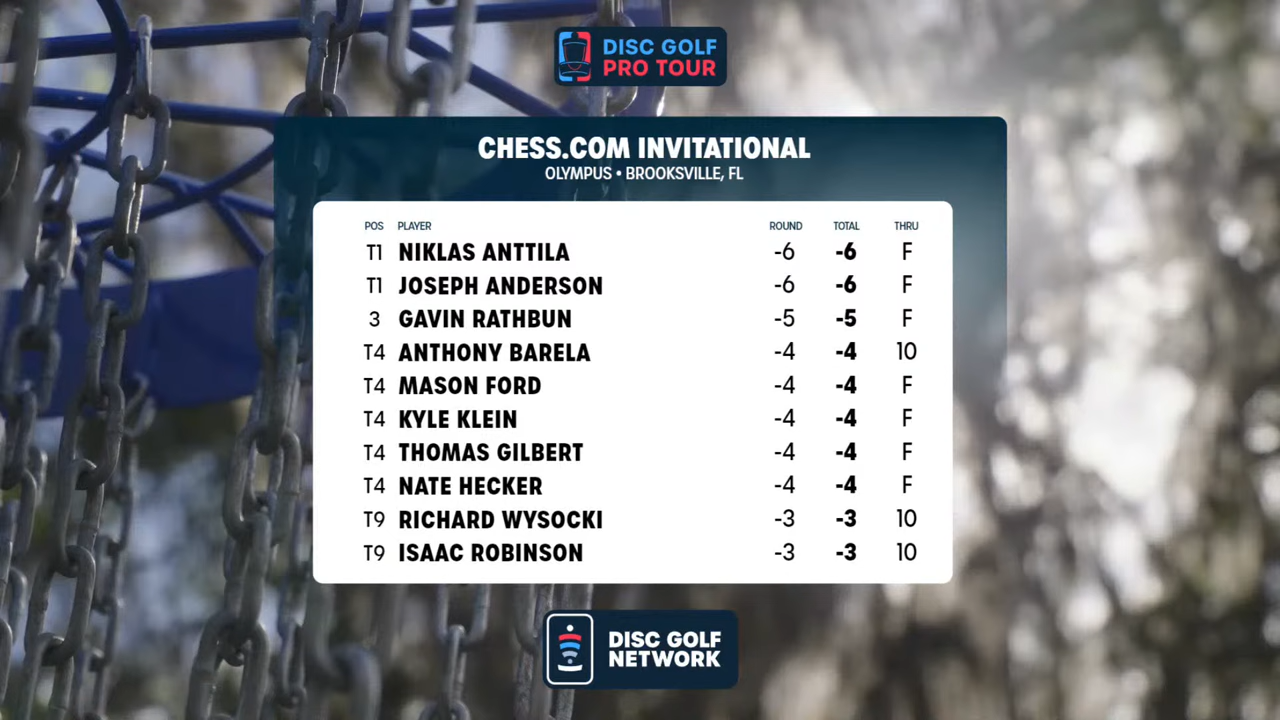 DISC GOLF
PRO TOUR
CHESS.COM INVITATIONAL
OLYMPUS • BROOKSVILLE, FL
POS PLAYER ROUND TOTAL THRU
T1 NIKLAS ANTTILA -6 -6 F
T1 JOSEPH ANDERSON -6 -6 F
3 GAVIN RATHBUN -5 -5 F
T4 ANTHONY BARELA -4 -4 10
T4 MASON FORD -4 -4 F
T4 KYLE KLEIN -4 -4 F
T4 THOMAS GILBERT -4 -4 F
T4 NATE HECKER -4 -4 F
T9 RICHARD WYSOCKI -3 -3 10
T9 ISAAC ROBINSON -3 -3 10
DISC GOLF
NETWORK